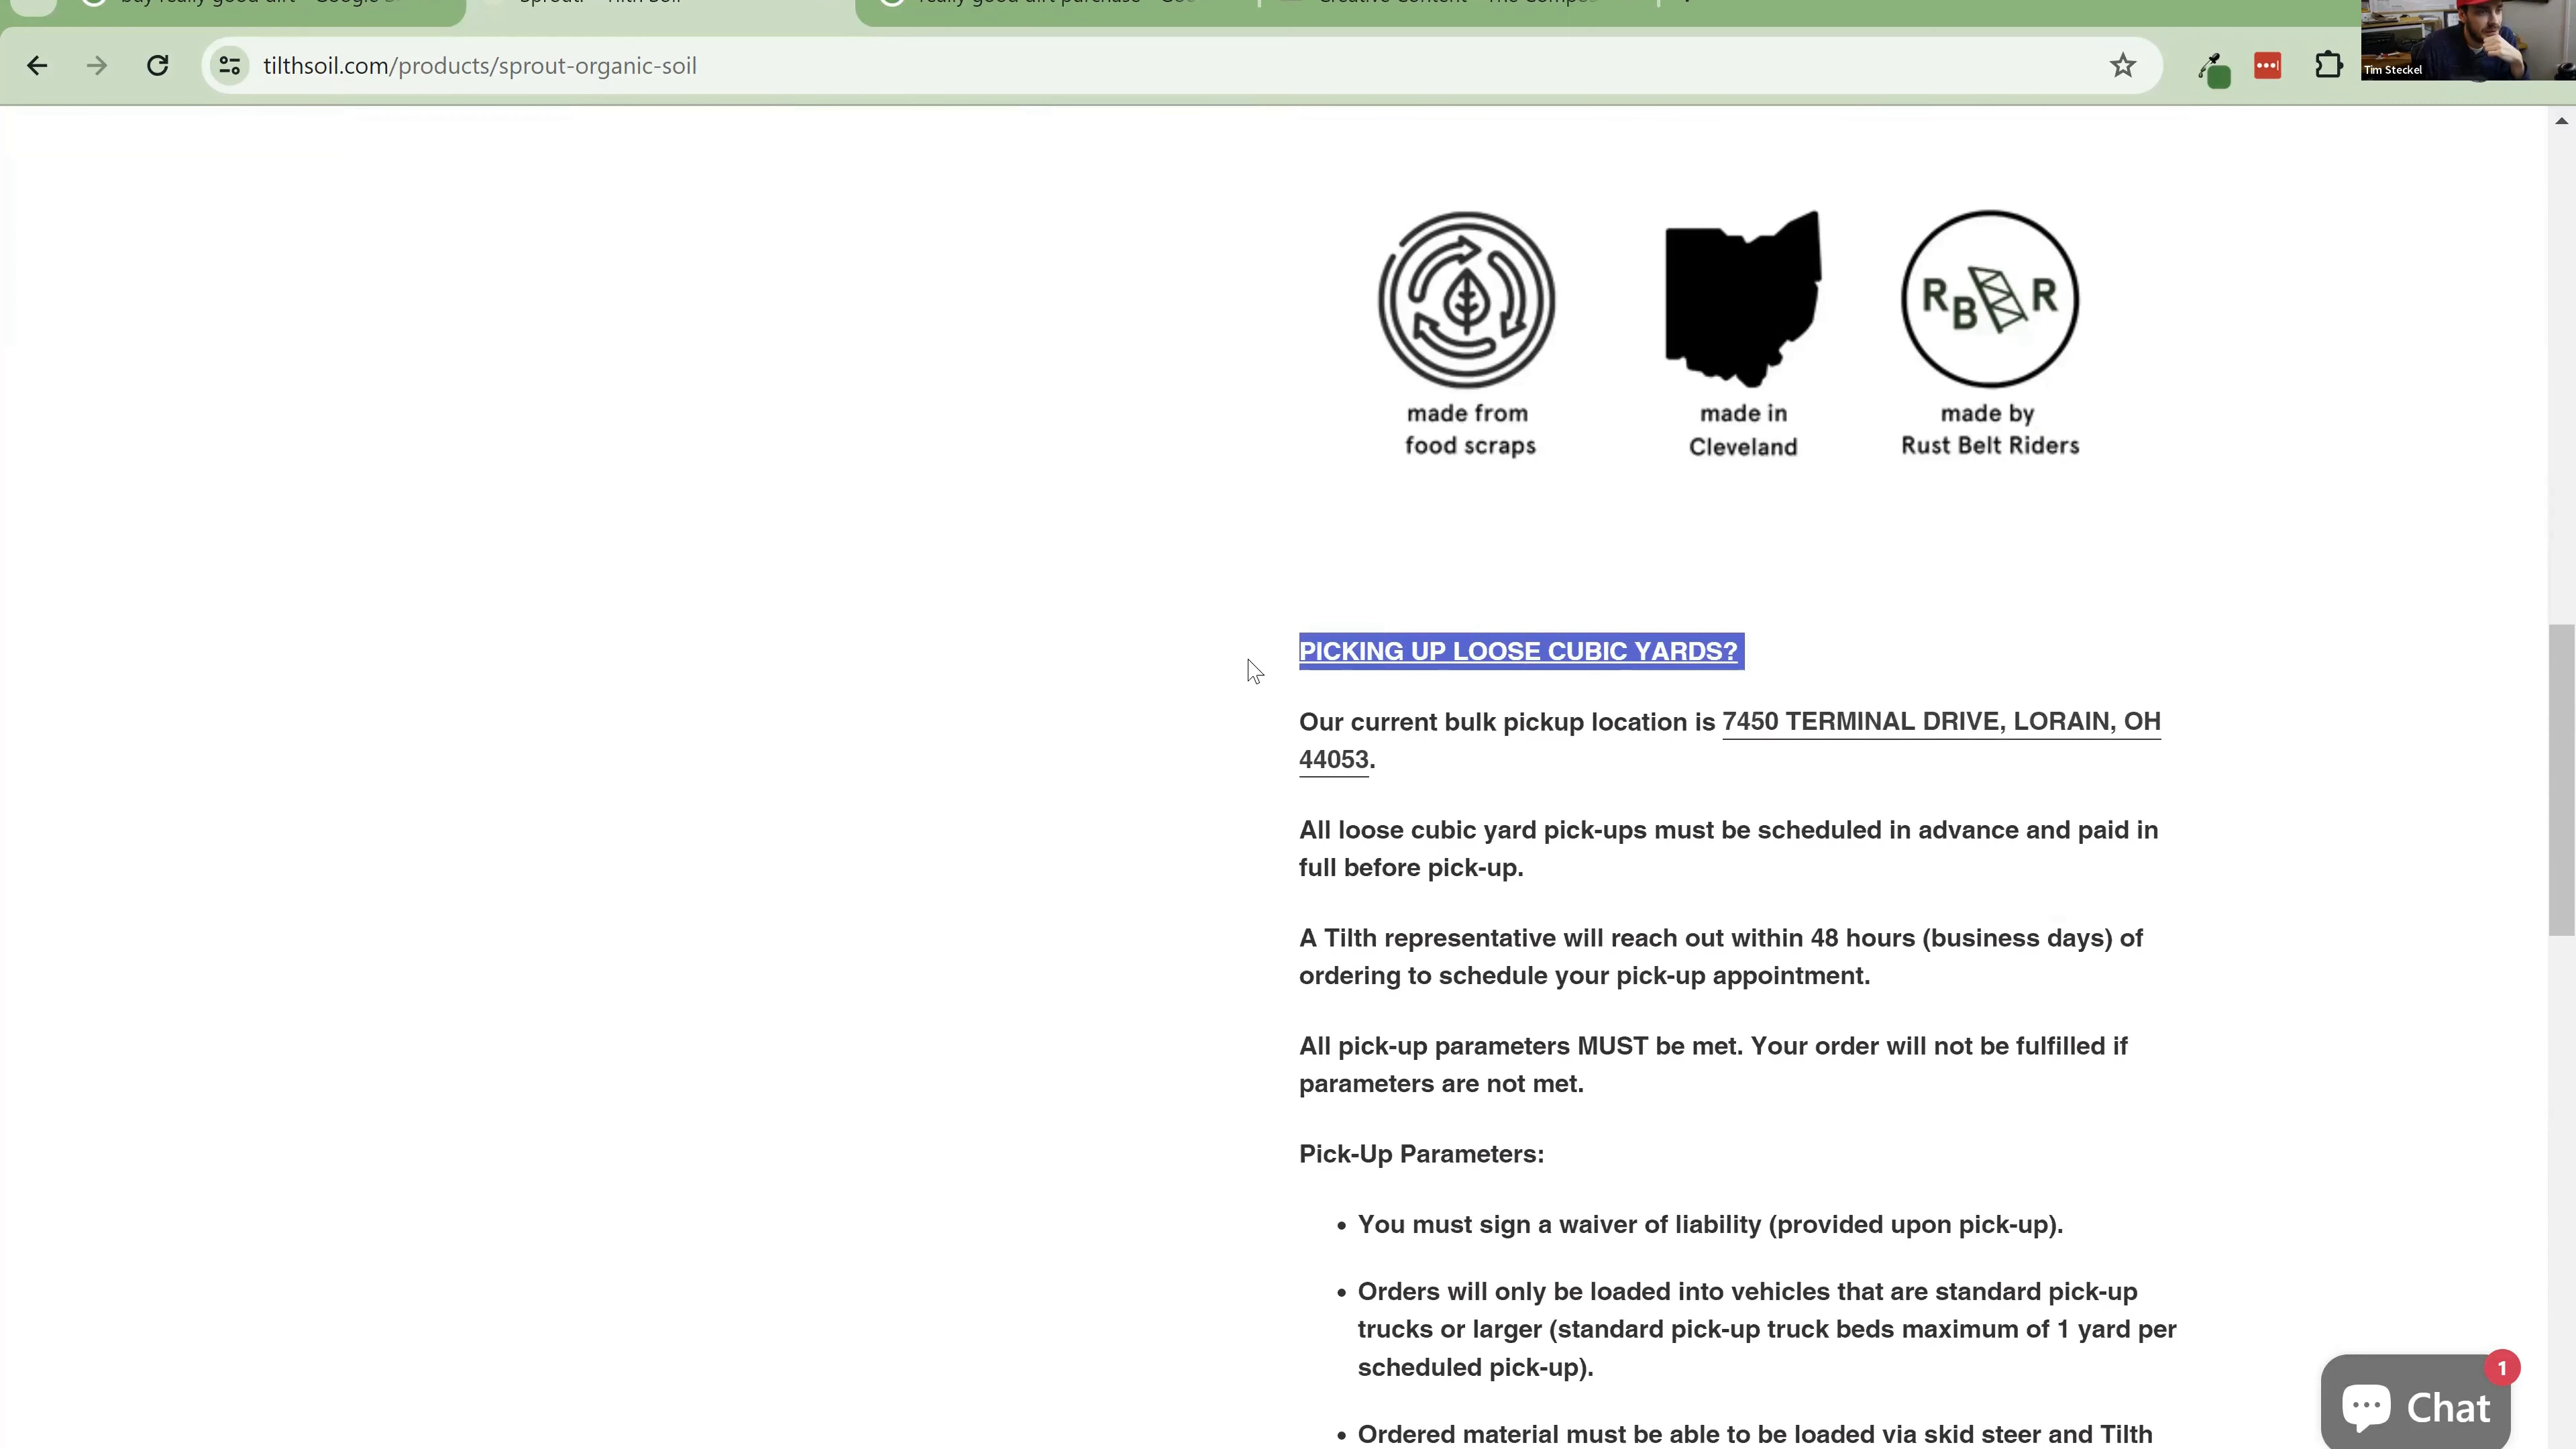 tilthsoil.com/products/sprout-organic-soil
Tim Steckel
made from
food scraps
made in
Cleveland
R B R
made by
Rust Belt Riders
PICKING UP LOOSE CUBIC YARDS?
Our current bulk pickup location is 7450 TERMINAL DRIVE, LORAIN, OH
44053.
All loose cubic yard pick-ups must be scheduled in advance and paid in
full before pick-up.
A Tilth representative will reach out within 48 hours (business days) of
ordering to schedule your pick-up appointment.
All pick-up parameters MUST be met. Your order will not be fulfilled if
parameters are not met.
Pick-Up Parameters:
• You must sign a waiver of liability (provided upon pick-up).
• Orders will only be loaded into vehicles that are standard pick-up
trucks or larger (standard pick-up truck beds maximum of 1 yard per
scheduled pick-up).
• Ordered material must be able to be loaded via skid steer and Tilth
1
Chat